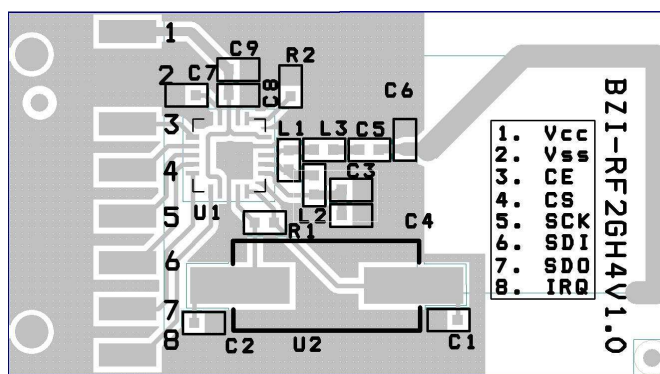 1
C9
R2
2
C7
C8
C6
3
L1
L3
C5
4
C3
5
U1
L2
R1
C4
6
7
8
C2
U2
C1
1. Vcc
2. Vss
3. CE
4. CS
5. SCK
6. SDI
7. SDO
8. IRQ
BZI-RF2GH4V1.0